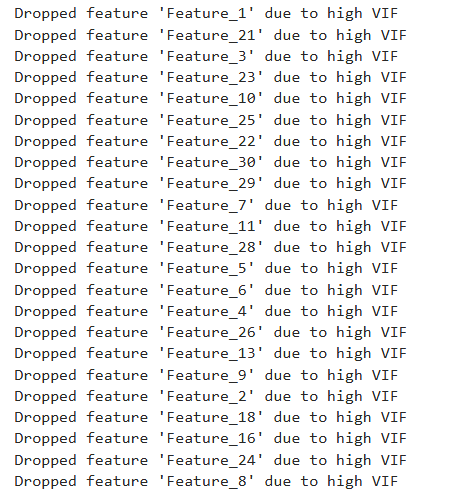 Dropped feature 'Feature_1' due to high VIF
Dropped feature 'Feature_21' due to high VIF
Dropped feature 'Feature_3' due to high VIF
Dropped feature 'Feature_23' due to high VIF
Dropped feature 'Feature_10' due to high VIF
Dropped feature 'Feature_25' due to high VIF
Dropped feature 'Feature_22' due to high VIF
Dropped feature 'Feature_30' due to high VIF
Dropped feature 'Feature_29' due to high VIF
Dropped feature 'Feature_7' due to high VIF
Dropped feature 'Feature_11' due to high VIF
Dropped feature 'Feature_28' due to high VIF
Dropped feature 'Feature_5' due to high VIF
Dropped feature 'Feature_6' due to high VIF
Dropped feature 'Feature_4' due to high VIF
Dropped feature 'Feature_26' due to high VIF
Dropped feature 'Feature_13' due to high VIF
Dropped feature 'Feature_9' due to high VIF
Dropped feature 'Feature_2' due to high VIF
Dropped feature 'Feature_18' due to high VIF
Dropped feature 'Feature_16' due to high VIF
Dropped feature 'Feature_24' due to high VIF
Dropped feature 'Feature_8' due to high VIF